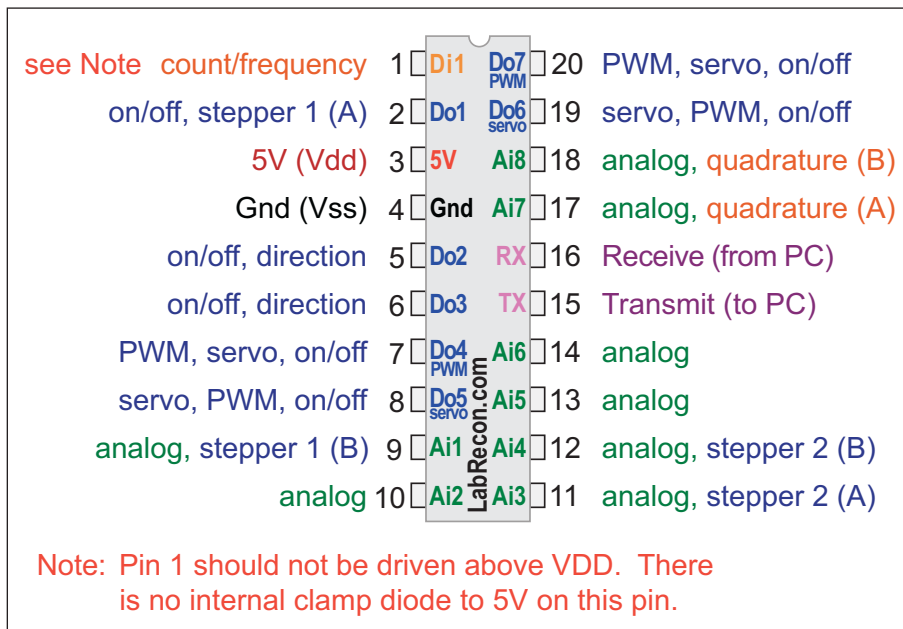 see Note count/frequency 1 Di1 Do7 20 PWM, servo, on/off
PWM
on/off, stepper 1 (A) 2 Do1 Do6 19 servo, PWM, on/off
servo
5V (Vdd) 3 5V Ai8 18 analog, quadrature (B)
Gnd (Vss) 4 Gnd Ai7 17 analog, quadrature (A)
on/off, direction 5 Do2 RX 16 Receive (from PC)
on/off, direction 6 Do3 TX 15 Transmit (to PC)
PWM, servo, on/off 7 Do4 Ai6 14 analog
PWM
servo, PWM, on/off 8 Do5 Ai5 13 analog
servo
analog, stepper 1 (B) 9 Ai1 Ai4 12 analog, stepper 2 (B)
analog 10 Ai2 Ai3 11 analog, stepper 2 (A)
LabRecon.com
Note: Pin 1 should not be driven above VDD. There
is no internal clamp diode to 5V on this pin.